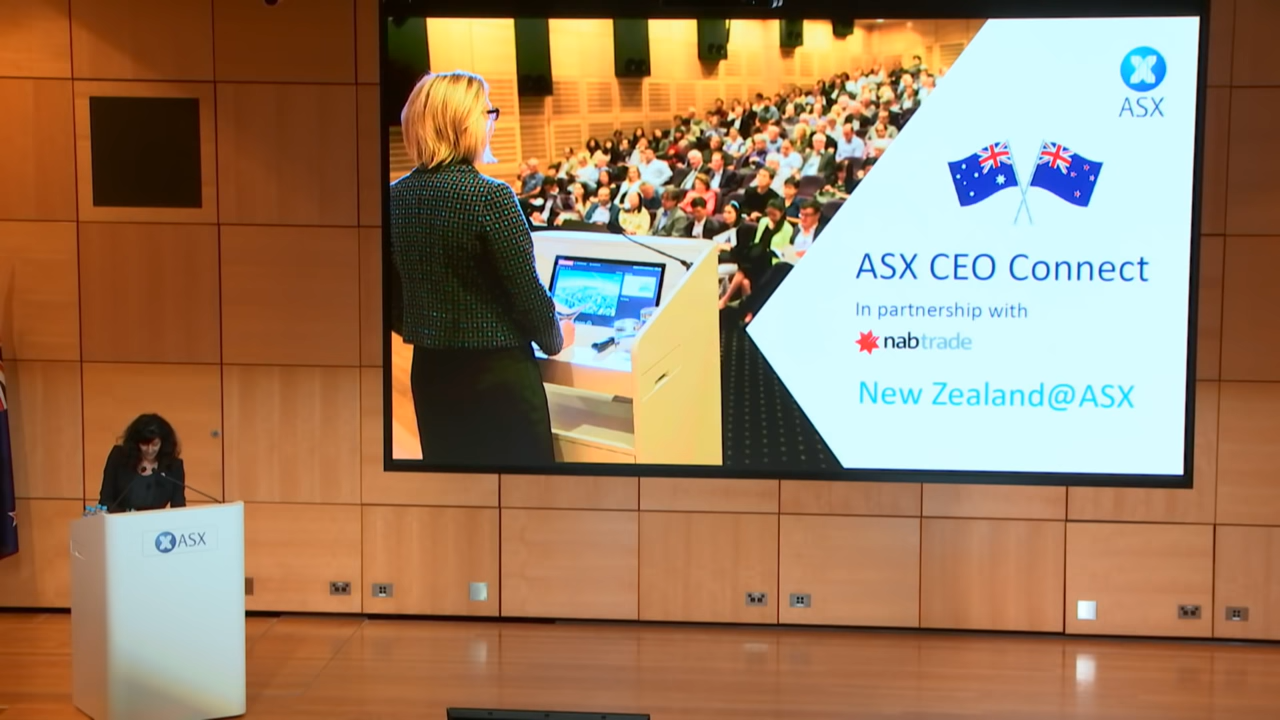 ASX
ASX CEO Connect
In partnership with
nabtrade
New Zealand@ASX
ASX